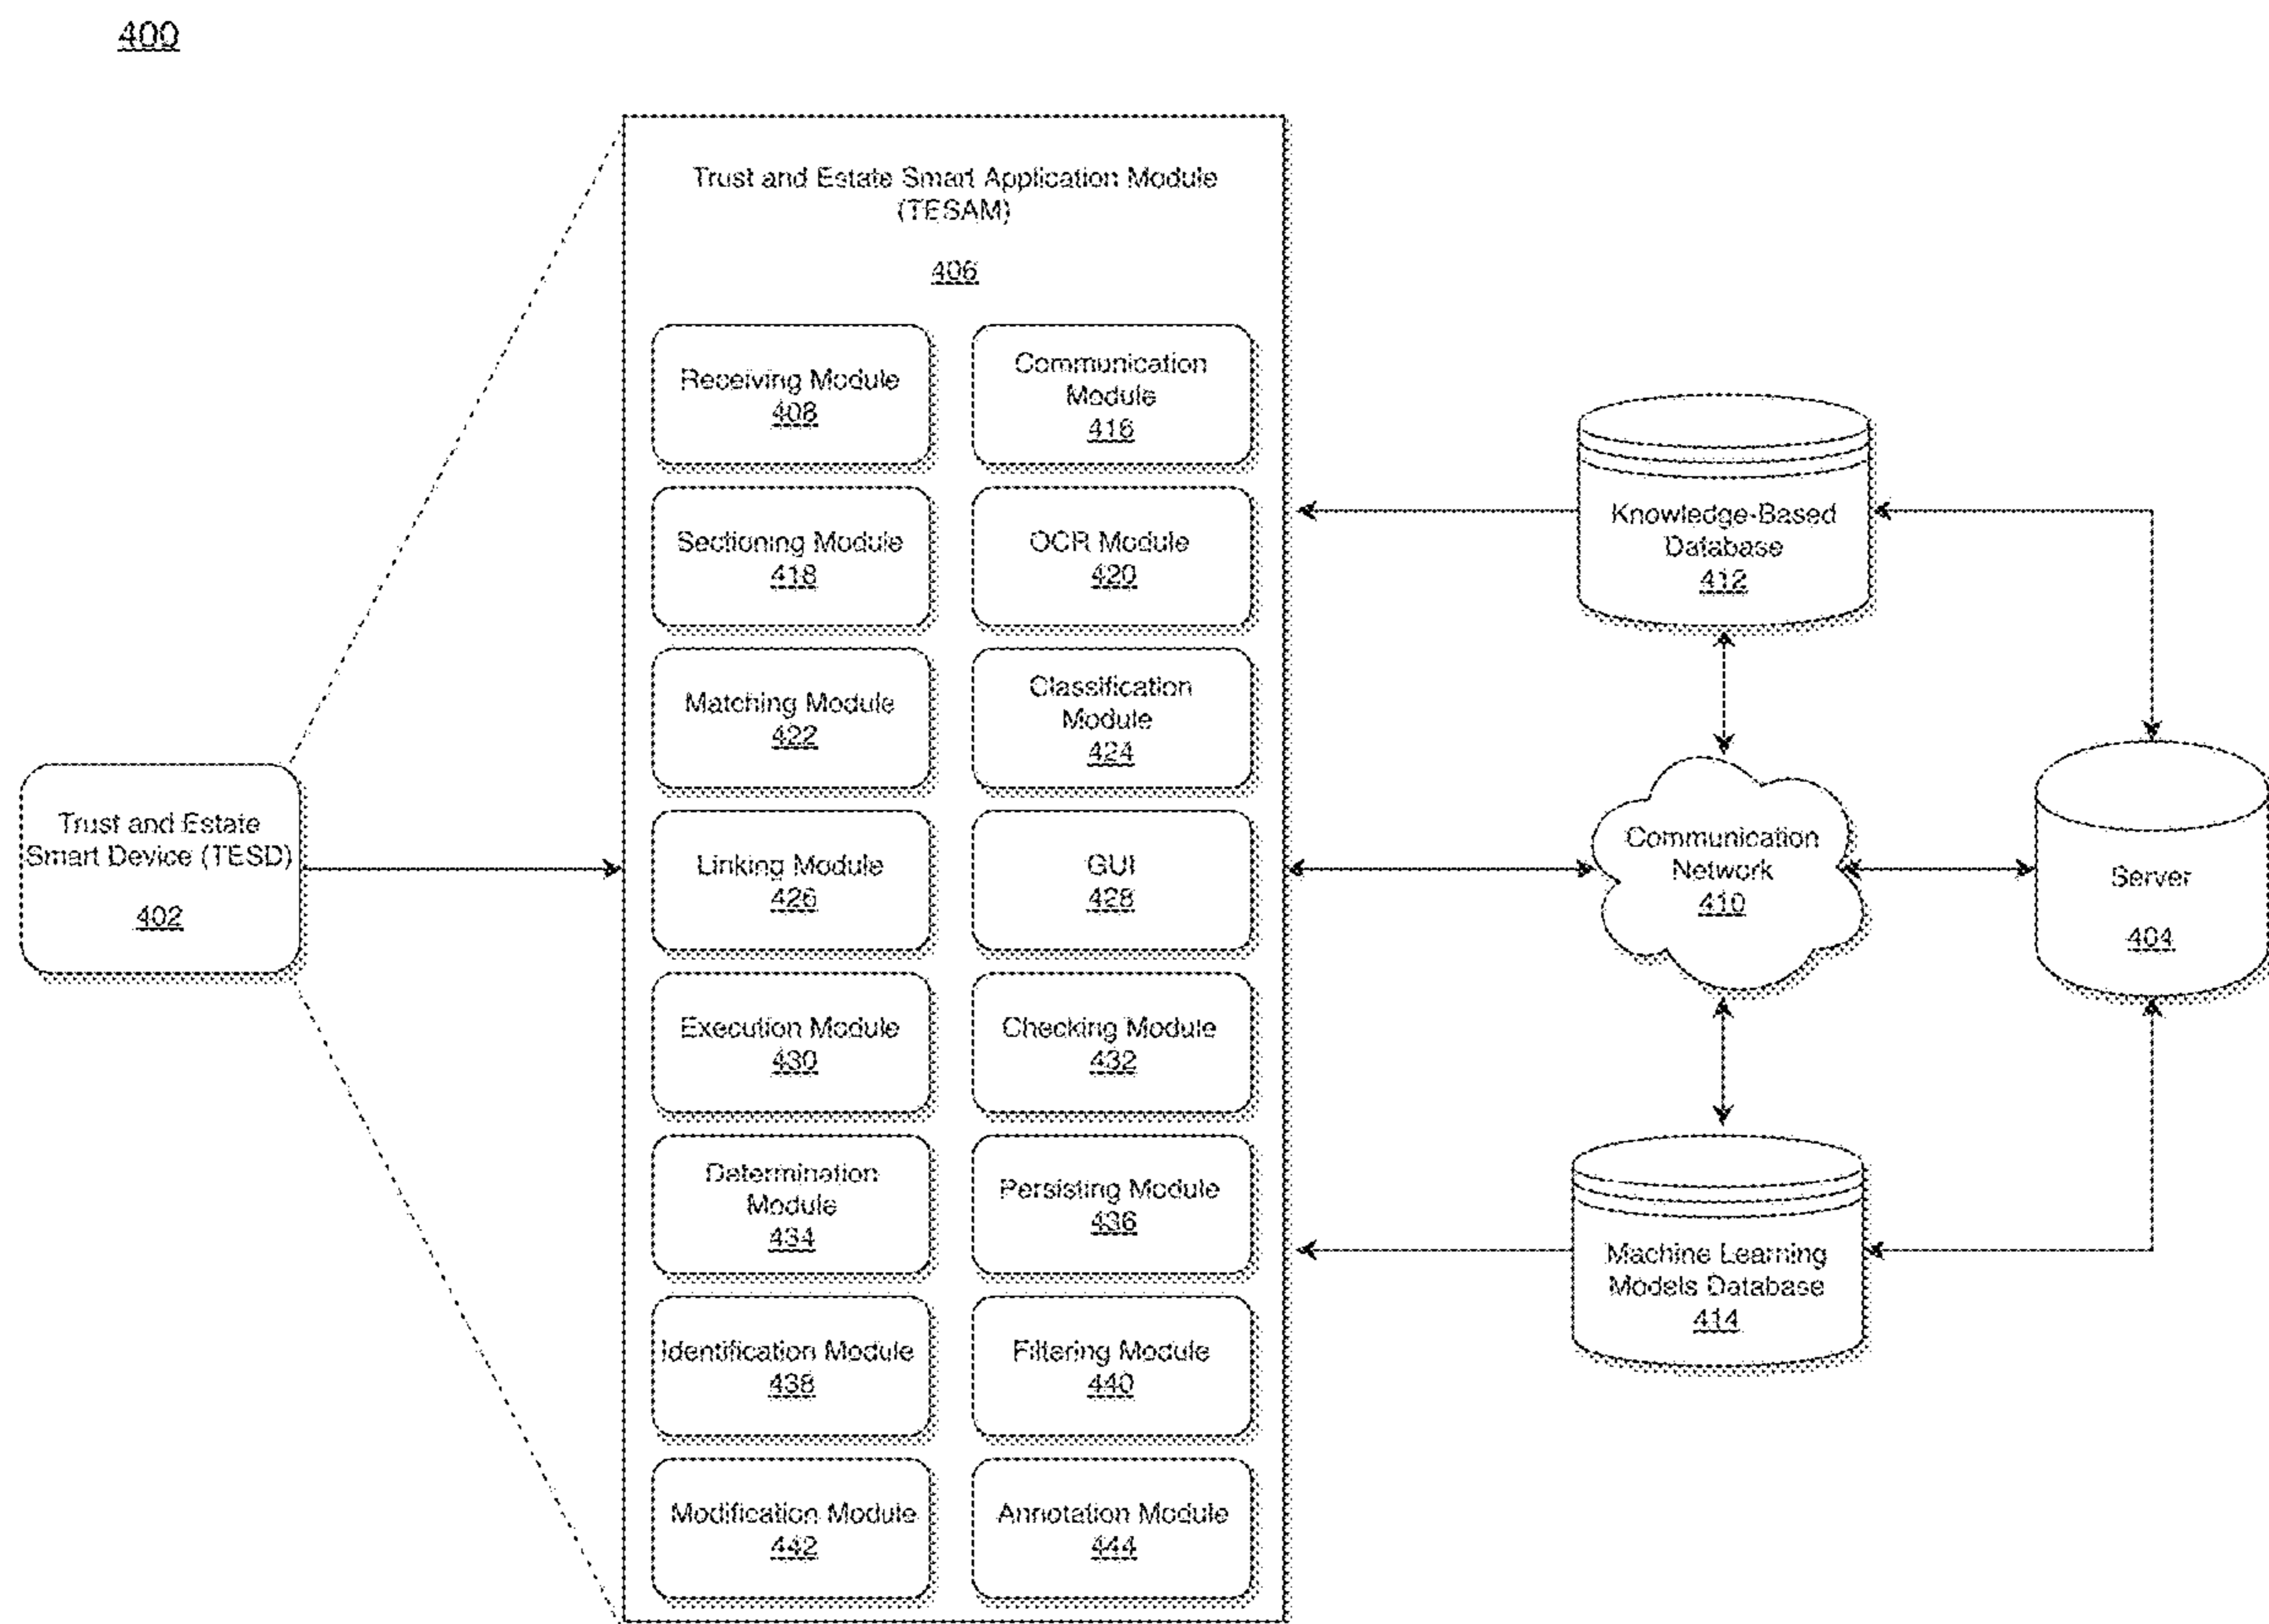 400
Trust and Estate Smart Application Module
(TESAM)
406
Receiving Module
408
Communication
Module
416
Sectioning Module
418
OCR Module
420
Matching Module
422
Classification
Module
424
Linking Module
426
GUI
428
Execution Module
430
Checking Module
432
Determination
Module
434
Persisting Module
436
Identification Module
438
Filtering Module
440
Modification Module
442
Annotation Module
444
Trust and Estate
Smart Device (TESD)
402
Knowledge-Based
Database
412
Communication
Network
410
Server
404
Machine Learning
Models Database
414